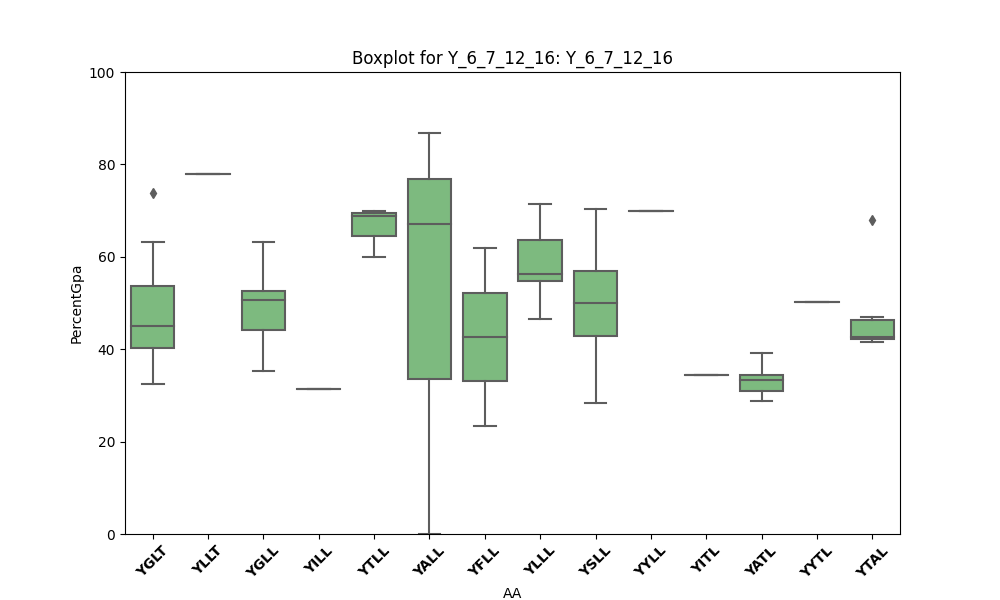 Boxplot for Y_6_7_12_16: Y_6_7_12_16
100
80
60
40
20
0
PercentGpa
YGLT YLLT YGLL YILL YTLL YALL YFLL YLLL YSLL YYLL YITL YATL YYTL YTAL
AA